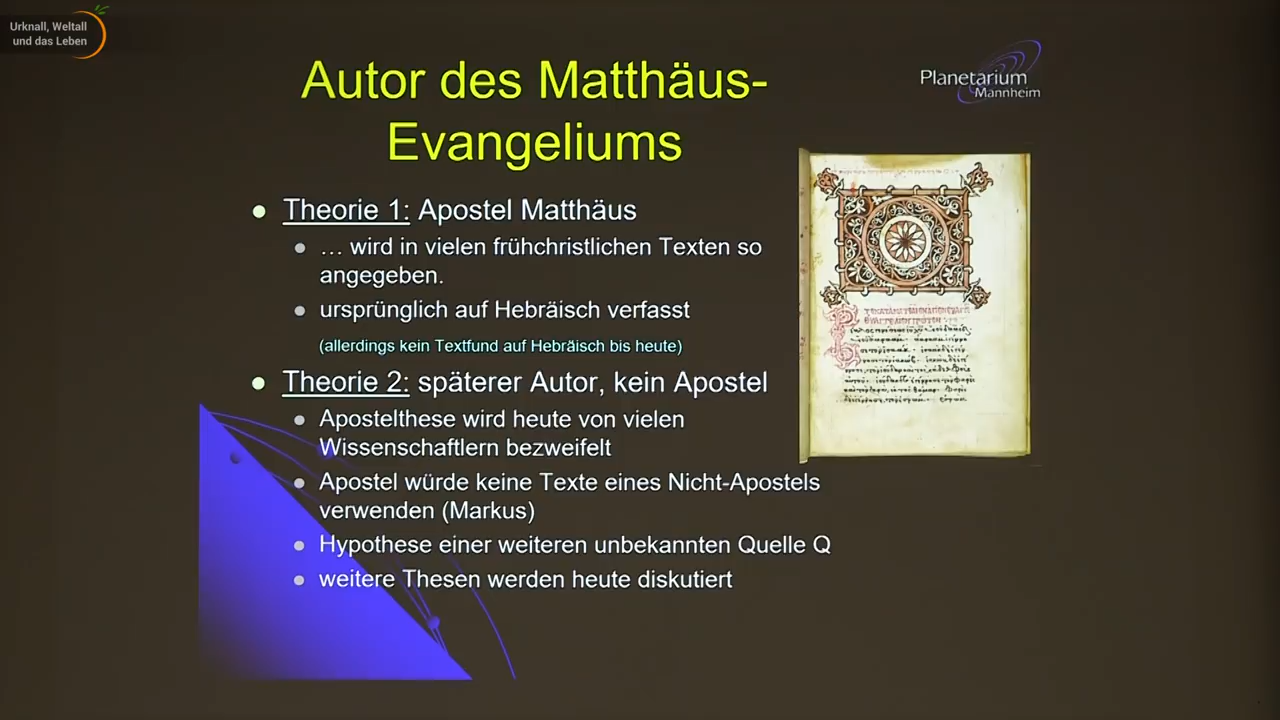 Urknall, Weltall
und das Leben
Autor des Matthäus-
Evangeliums
Planetarium
Mannheim
● Theorie 1: Apostel Matthäus
● … wird in vielen frühchristlichen Texten so
angegeben.
● ursprünglich auf Hebräisch verfasst
(allerdings kein Textfund auf Hebräisch bis heute)
● Theorie 2: späterer Autor, kein Apostel
● Apostelthese wird heute von vielen
Wissenschaftlern bezweifelt
● Apostel würde keine Texte eines Nicht-Apostels
verwenden (Markus)
● Hypothese einer weiteren unbekannten Quelle Q
● weitere Thesen werden heute diskutiert